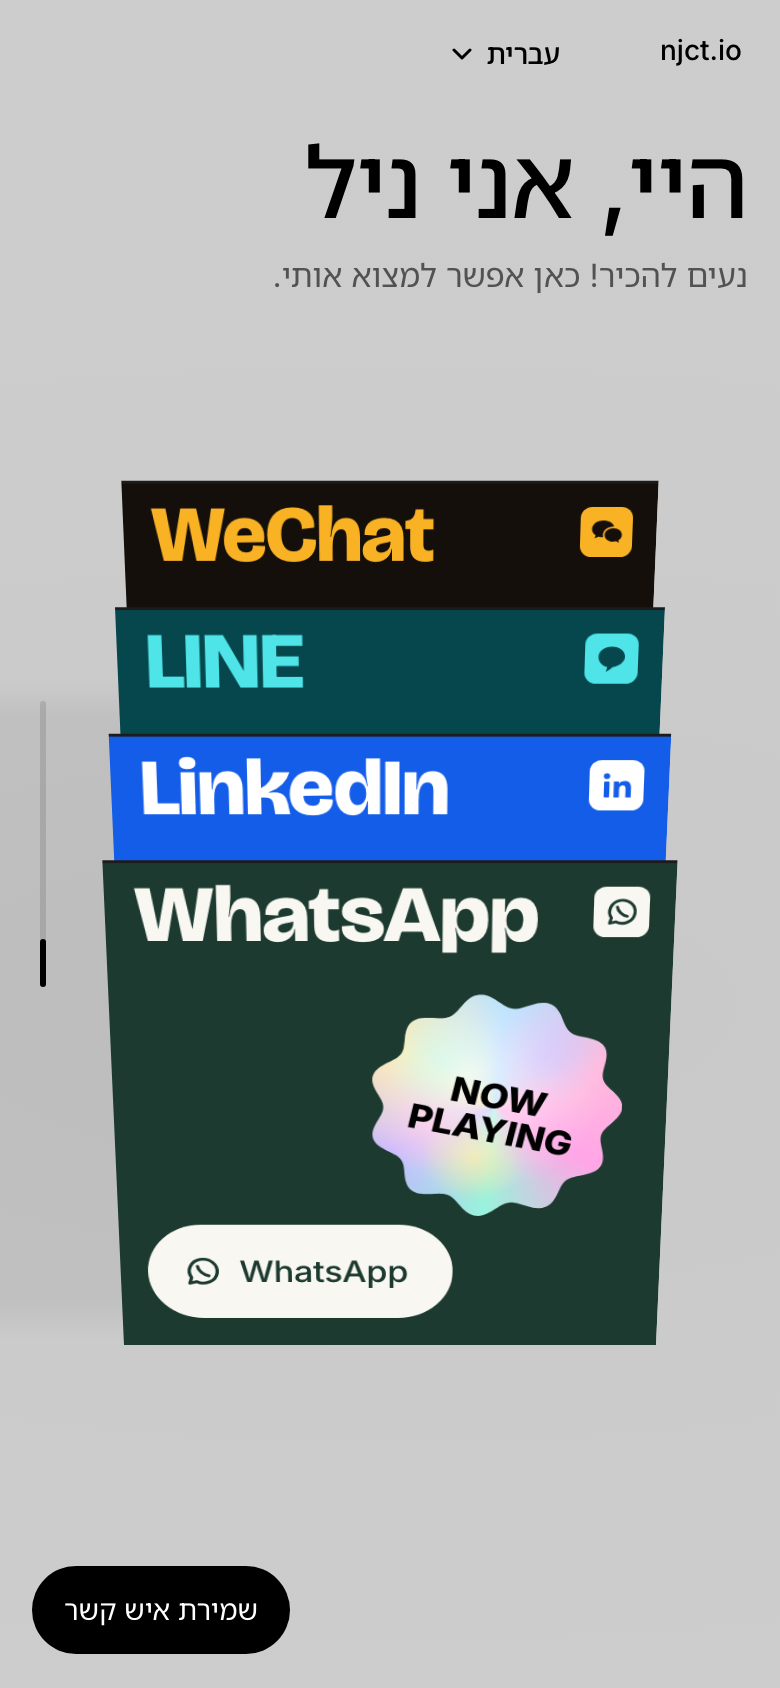 njct.io
עברית
היי, אני ניל
נעים להכיר! כאן אפשר למצוא אותי.
WeChat
LINE
LinkedIn
in
WhatsApp
NOW
PLAYING
WhatsApp
שמירת איש קשר